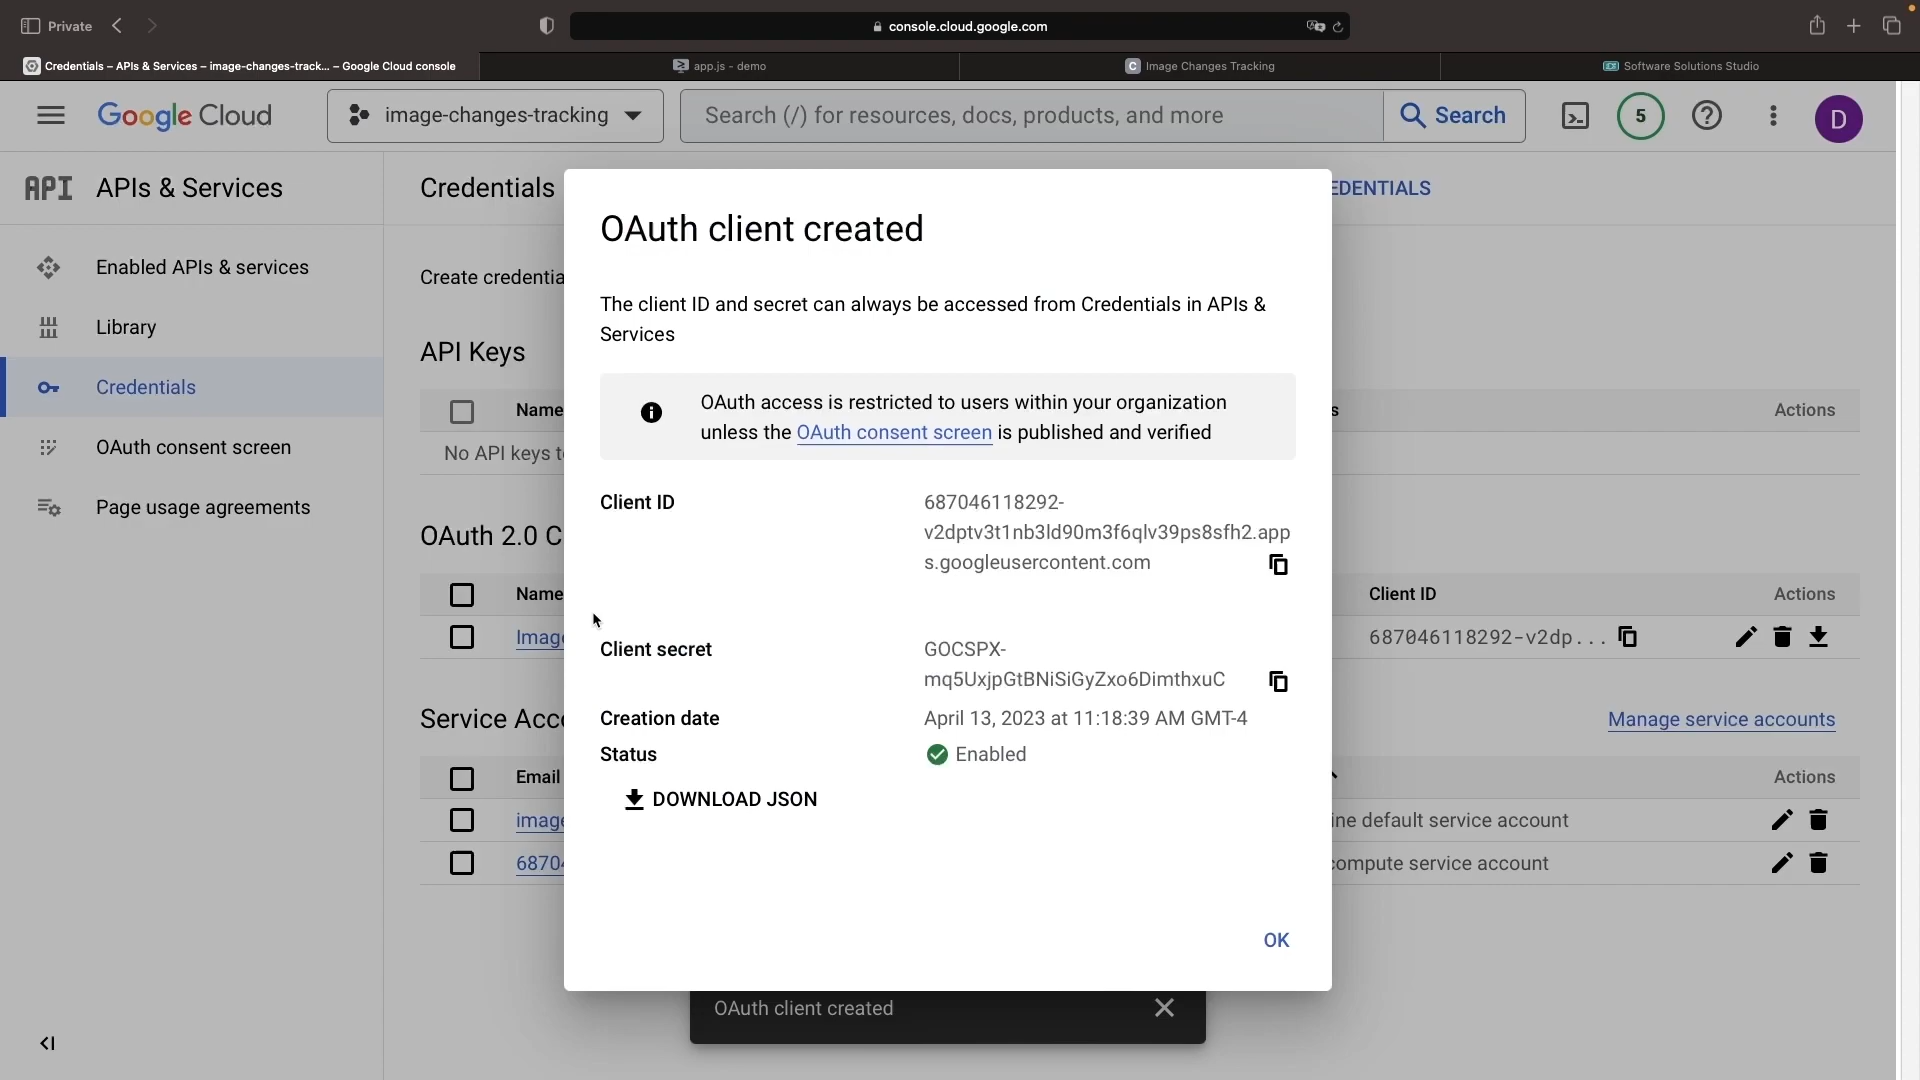 Private
console.cloud.google.com
Credentials – APIs & Services – image-changes-track... – Google Cloud console
app.js - demo
C Image Changes Tracking
Software Solutions Studio
Google Cloud
image-changes-tracking
Search (/) for resources, docs, products, and more
Search
5
D
API APIs & Services
Credentials
EDENTIALS
Enabled APIs & services
Library
Credentials
OAuth consent screen
Page usage agreements
Create credentia
API Keys
Name
s
Actions
No API keys t
OAuth 2.0 C
Name
Client ID
Actions
Imag
687046118292-v2dp...
Service Acc
Manage service accounts
Email
Actions
image
ine default service account
6870
compute service account
OAuth client created
The client ID and secret can always be accessed from Credentials in APIs &
Services
OAuth access is restricted to users within your organization
unless the OAuth consent screen is published and verified
Client ID
687046118292-
v2dptv3t1nb3ld90m3f6qlv39ps8sfh2.app
s.googleusercontent.com
Client secret
GOCSPX-
mq5UxjpGtBNiSiGyZxo6DimthxuC
Creation date
April 13, 2023 at 11:18:39 AM GMT-4
Status
Enabled
DOWNLOAD JSON
OK
OAuth client created